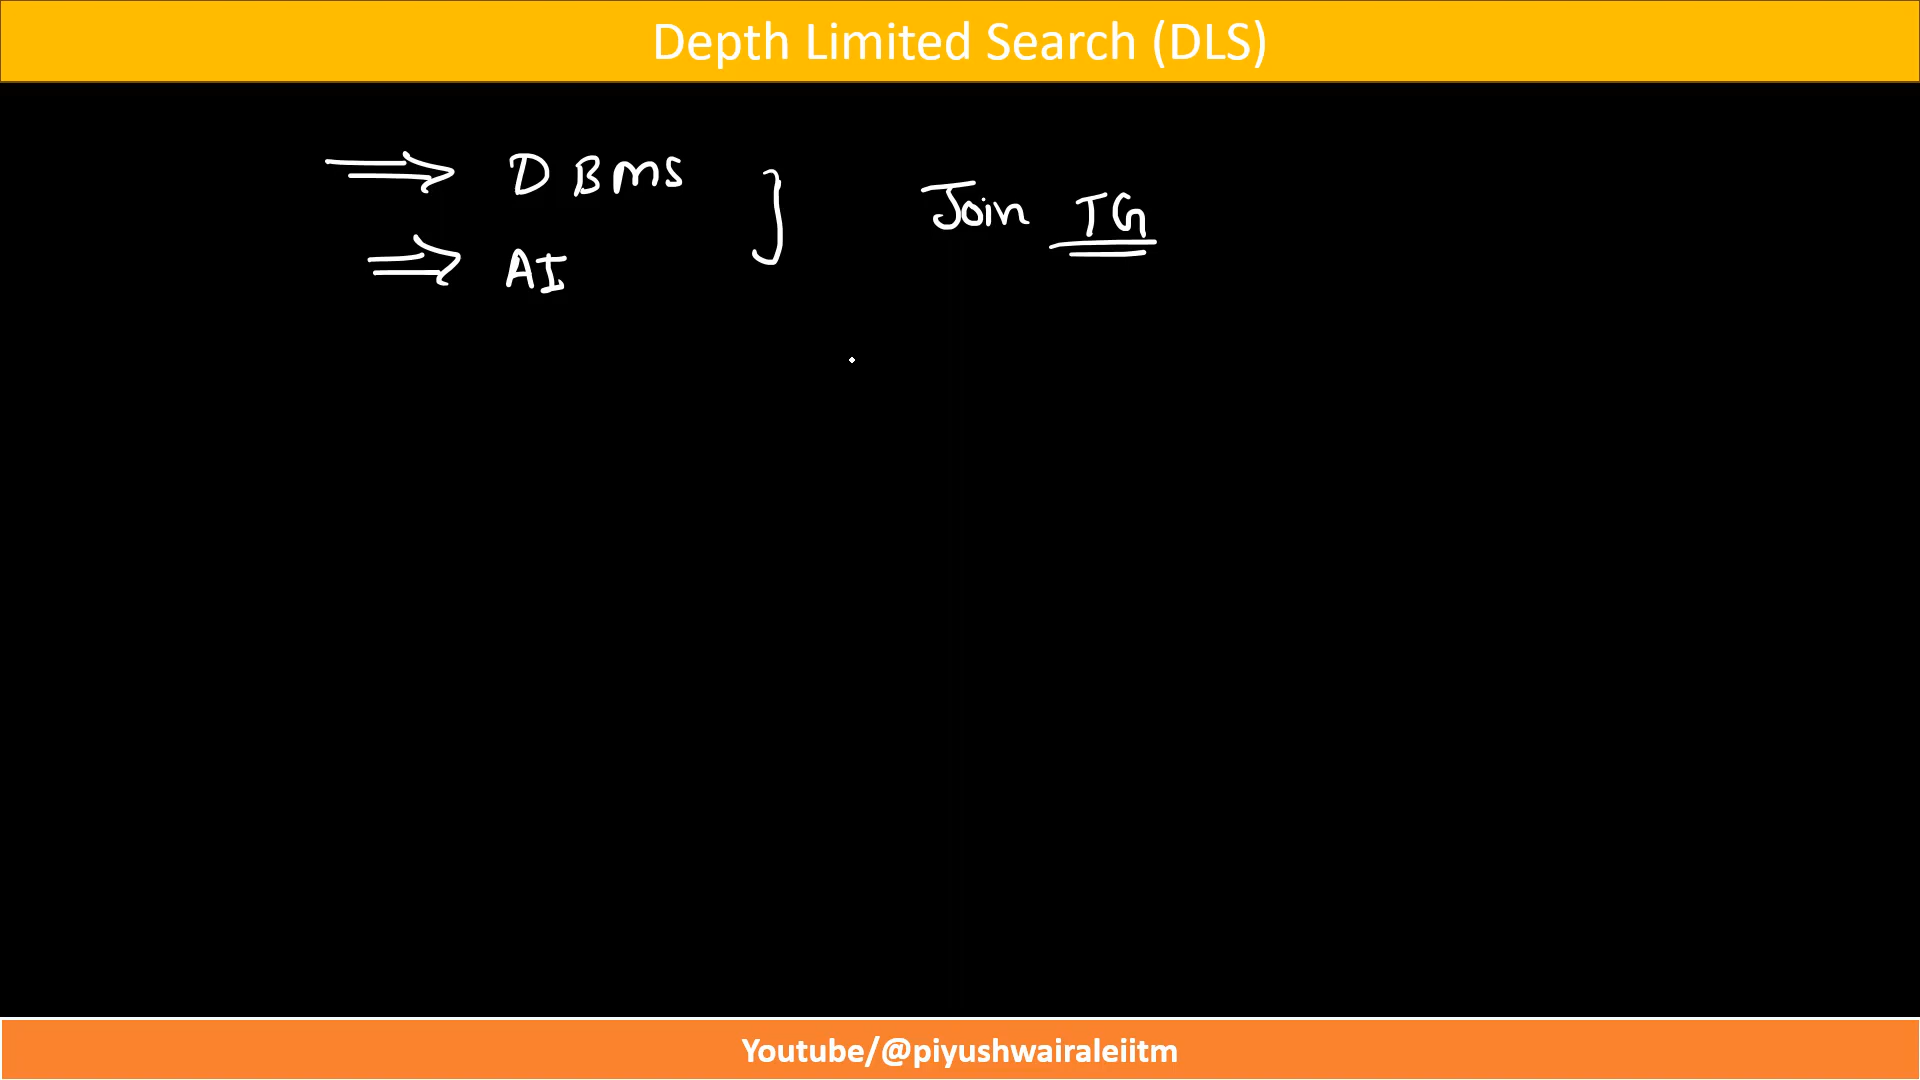 Depth Limited Search (DLS)
⇒ DBMS
Join TG
⇒ AI
Youtube/@piyushwairaleiitm